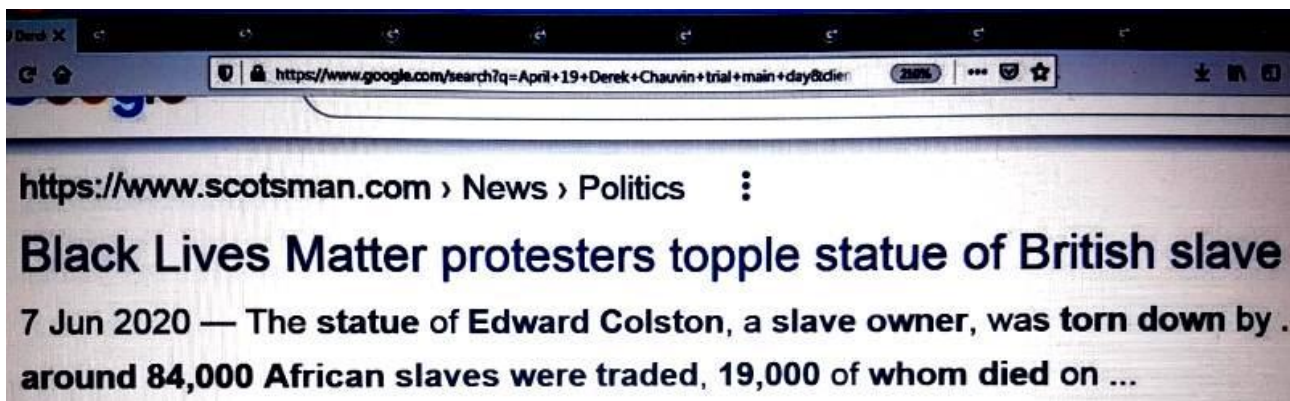 https://www.google.com/search?q=April+19+Derek+Chauvin+trial+main+day&clien
210%
https://www.scotsman.com › News › Politics
Black Lives Matter protesters topple statue of British slave
7 Jun 2020 — The statue of Edward Colston, a slave owner, was torn down by .
around 84,000 African slaves were traded, 19,000 of whom died on ...